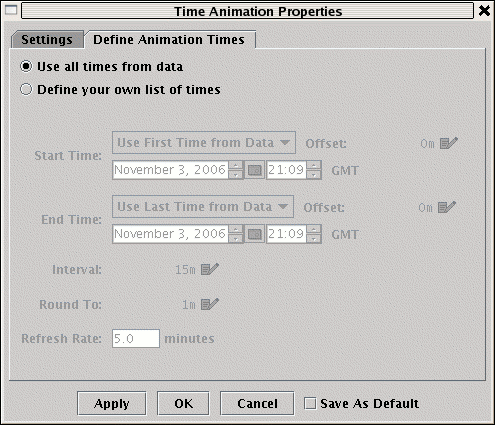 Time Animation Properties
Settings Define Animation Times
Use all times from data
Define your own list of times
Start Time: Use First Time from Data Offset: 0m
November 3, 2006 21:09 GMT
End Time: Use Last Time from Data Offset: 0m
November 3, 2006 21:09 GMT
Interval: 15m
Round To: 1m
Refresh Rate: 5.0 minutes
Apply OK Cancel Save As Default